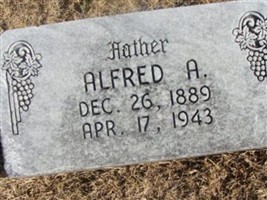 Father
ALFRED A.
DEC. 26, 1889
APR. 17, 1943